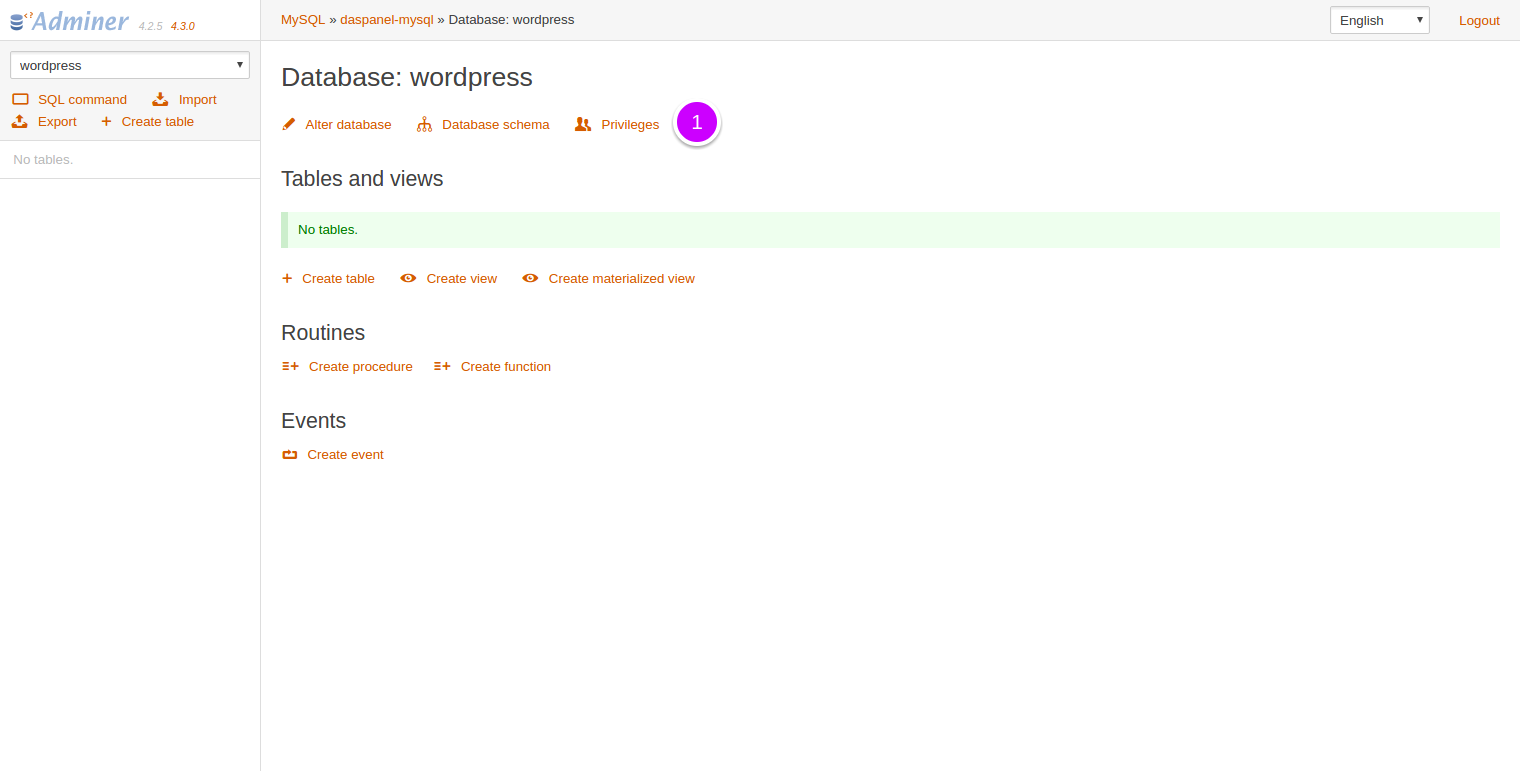 Adminer 4.2.5 4.3.0
MySQL » daspanel-mysql » Database: wordpress
English
Logout
wordpress
SQL command
Import
Export
Create table
No tables.
Database: wordpress
Alter database
Database schema
Privileges
1
Tables and views
No tables.
Create table
Create view
Create materialized view
Routines
Create procedure
Create function
Events
Create event